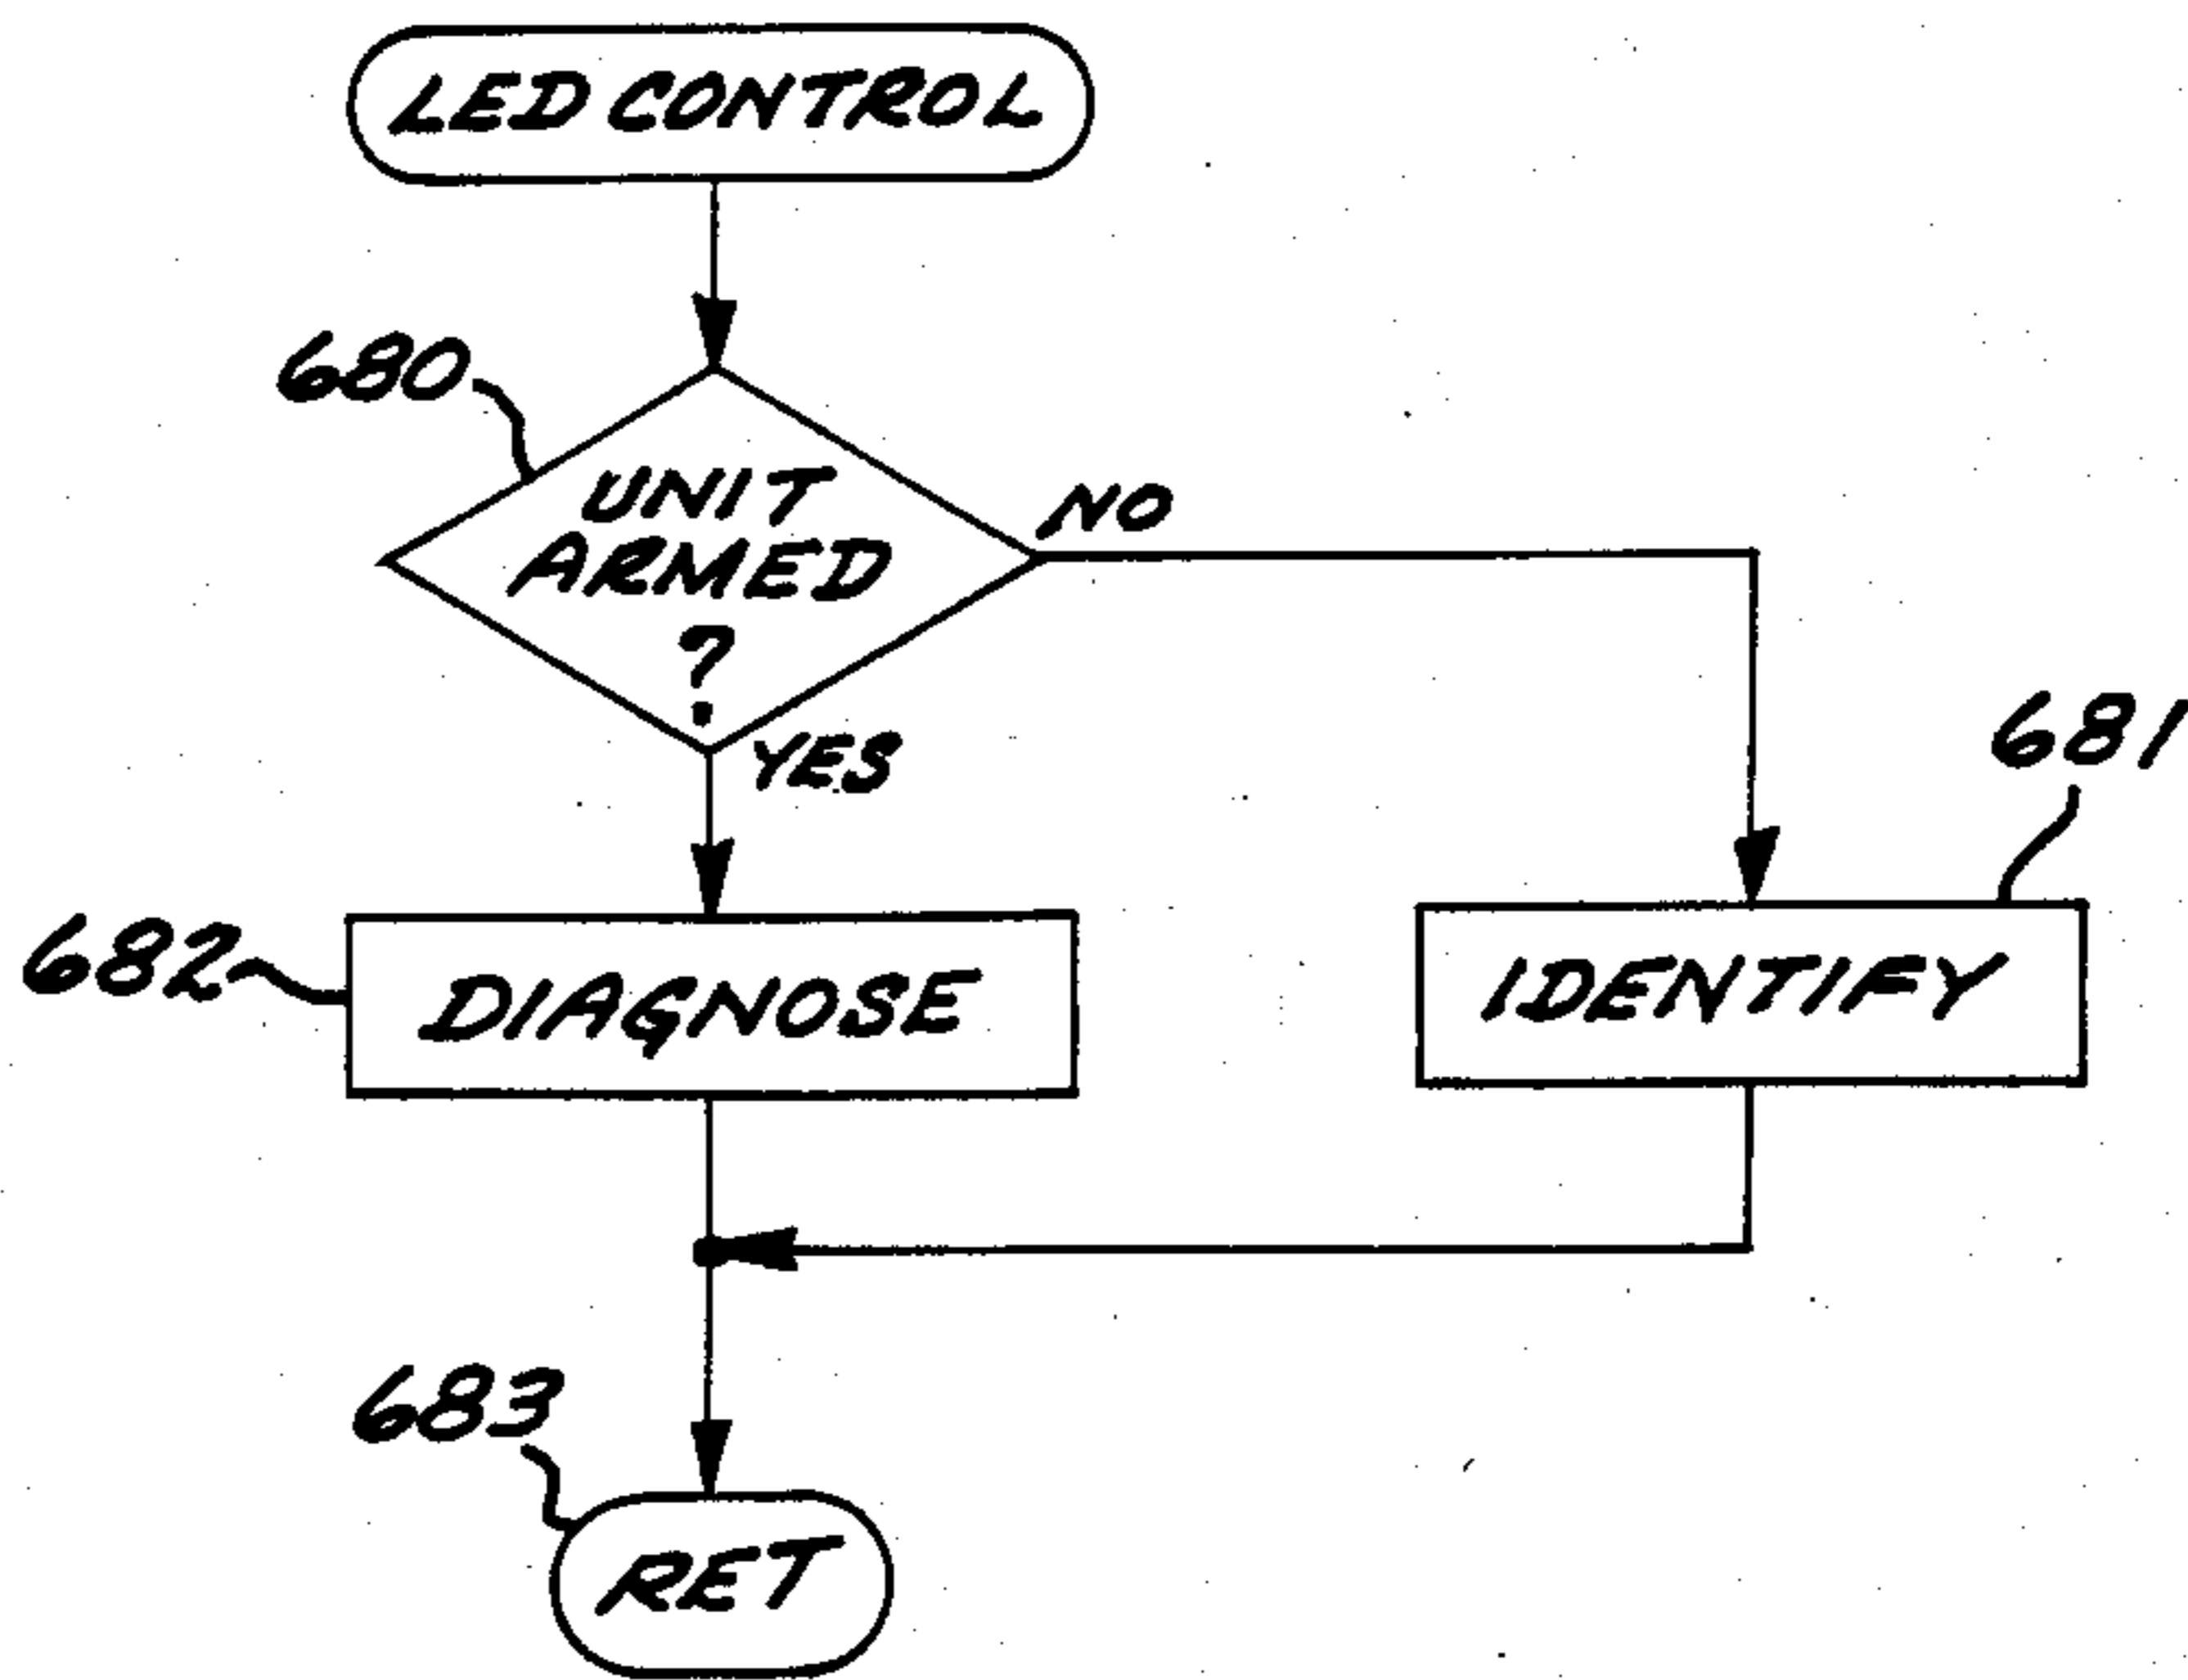 LED CONTROL
680
UNIT
ARMED
?
NO
YES
681
682
DIAGNOSE
IDENTIFY
683
RET